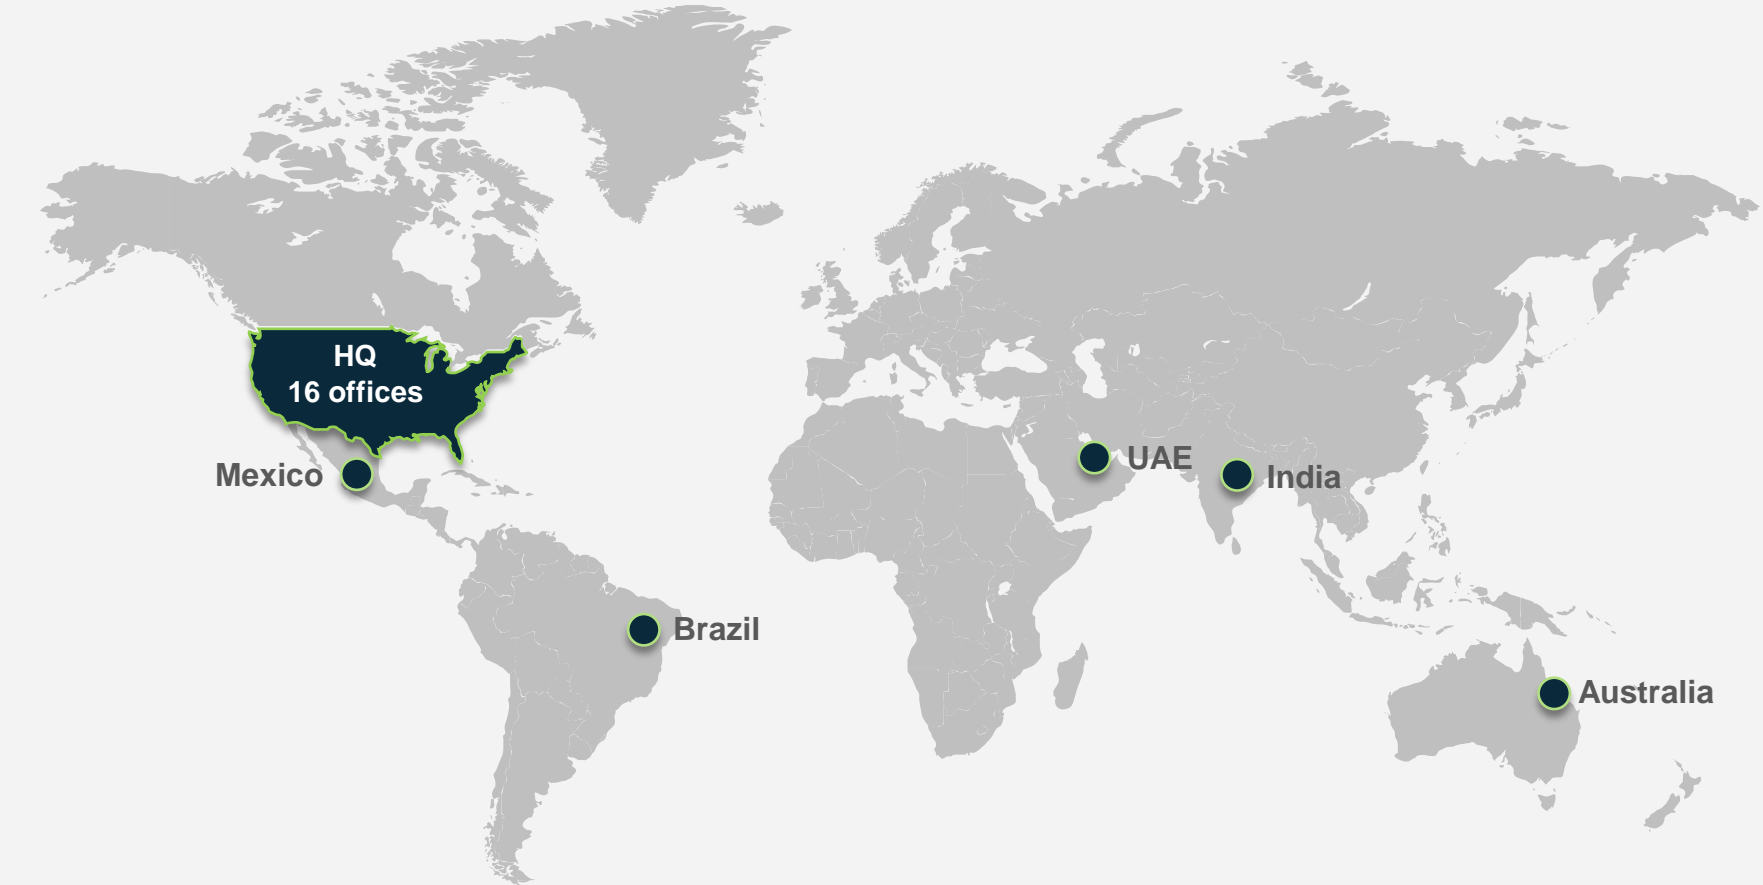 HQ
16 offices
Mexico
UAE
India
Brazil
Australia